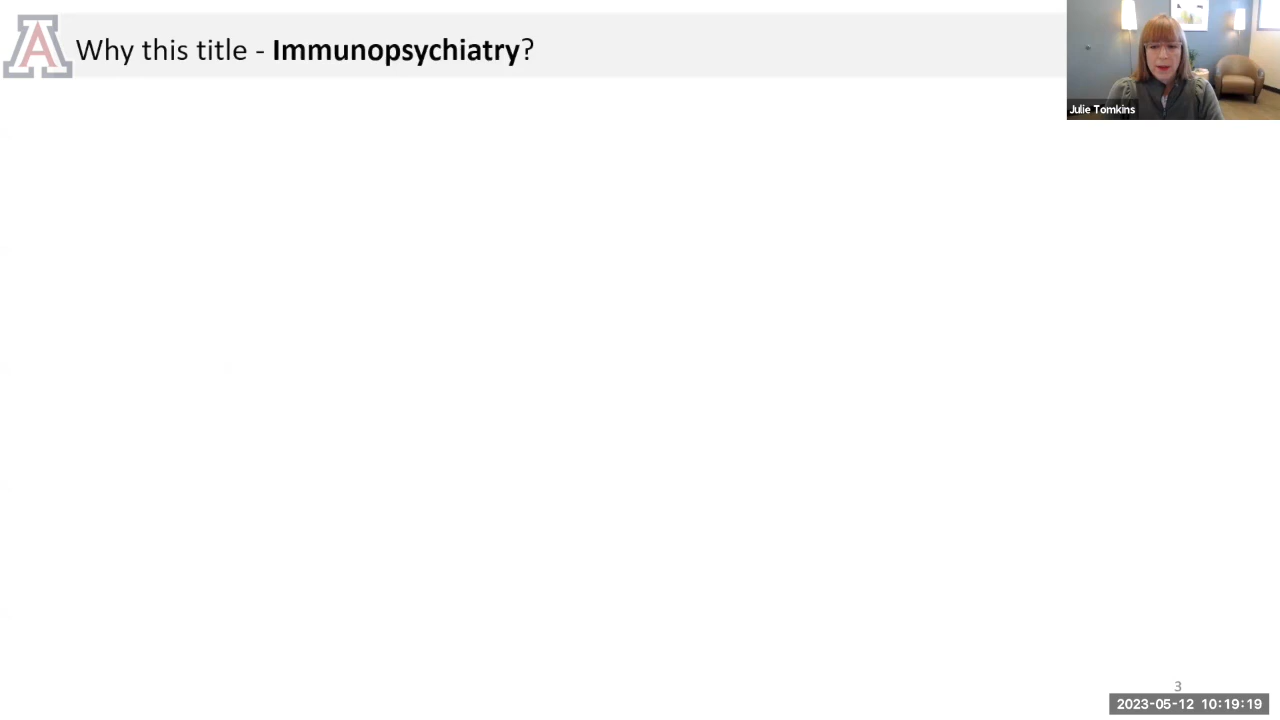 A
Why this title - Immunopsychiatry?
Julie Tomkins
3
2023-05-12 10:19:19